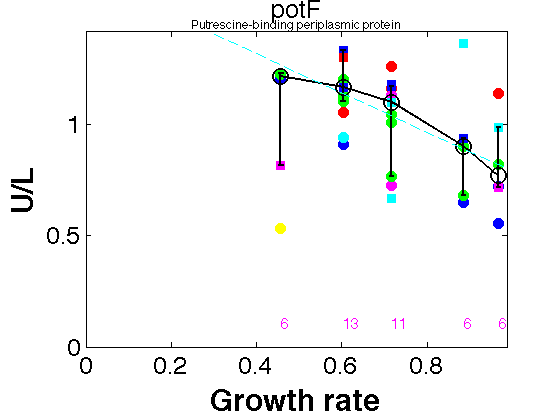 potF
Putrescine-binding periplasmic protein
U/L
1
0.5
0
6 13 11 6 6
0 0.2 0.4 0.6 0.8
Growth rate